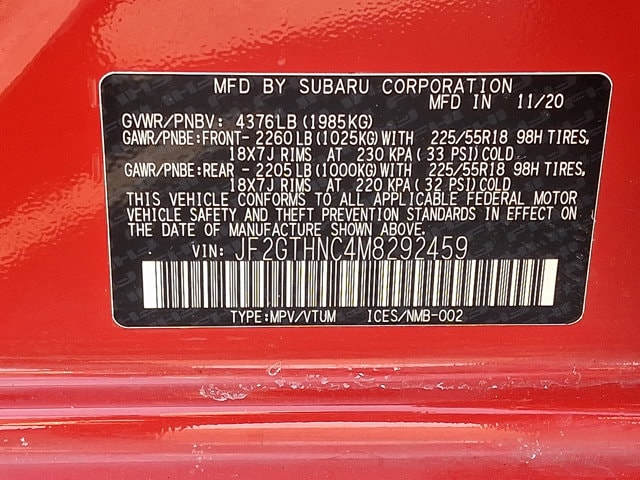 MFD BY SUBARU CORPORATION
MFD IN 11/20
GVWR/PNBV: 4376LB (1985KG)
GAWR/PNBE:FRONT- 2260LB (1025KG) WITH 225/55R18 98H TIRES,
18X7J RIMS AT 230 KPA (33 PSI) COLD
GAWR/PNBE:REAR - 2205LB (1000KG) WITH 225/55R18 98H TIRES,
18X7J RIMS AT 220 KPA (32 PSI) COLD
THIS VEHICLE CONFORMS TO ALL APPLICABLE FEDERAL MOTOR
VEHICLE SAFETY AND THEFT PREVENTION STANDARDS IN EFFECT ON
THE DATE OF MANUFACTURE SHOWN ABOVE.
VIN: JF2GTHNC4M8292459
TYPE:MPV/VTUM ICES/NMB-002